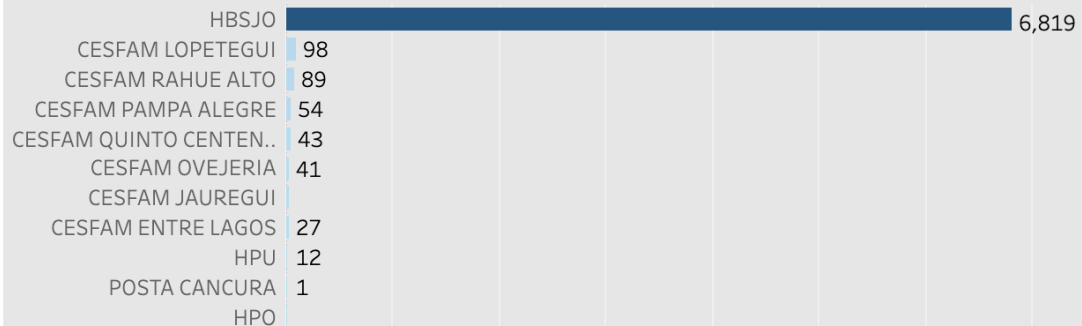 HBSJO 6,819
CESFAM LOPETEGUI 98
CESFAM RAHUE ALTO 89
CESFAM PAMPA ALEGRE 54
CESFAM QUINTO CENTEN.. 43
CESFAM OVEJERIA 41
CESFAM JAUREGUI
CESFAM ENTRE LAGOS 27
HPU 12
POSTA CANCURA 1
HPO